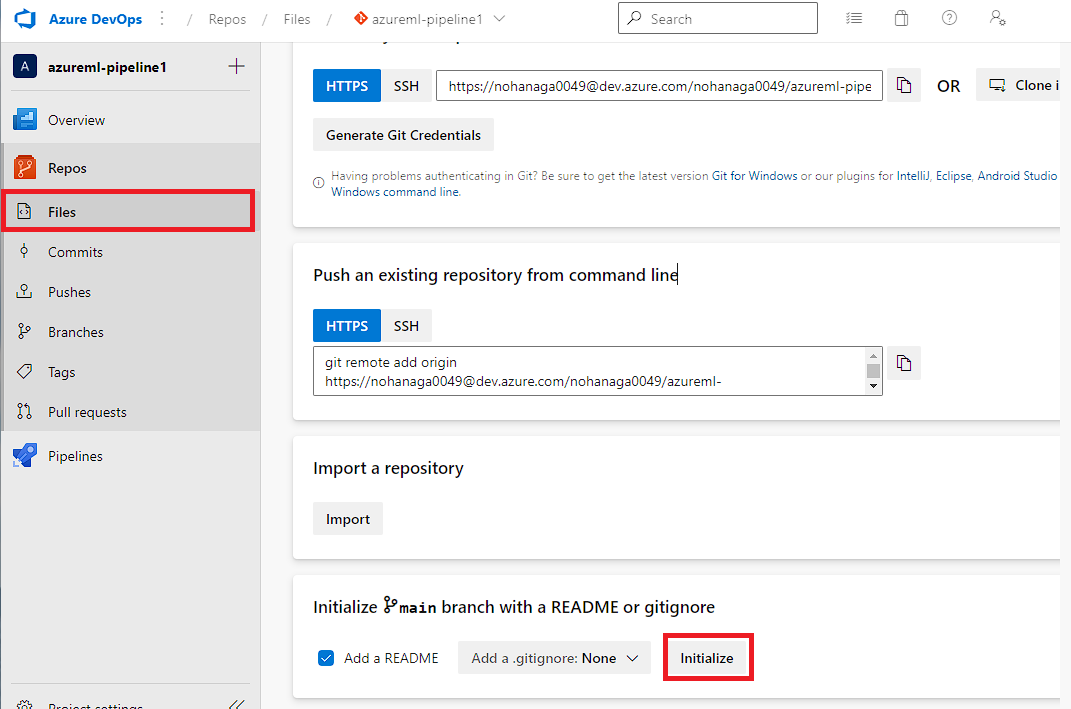 Azure DevOps / Repos / Files / azureml-pipeline1 Search
A azureml-pipeline1
Overview
Repos
Files
Commits
Pushes
Branches
Tags
Pull requests
Pipelines
Project settings
HTTPS SSH https://nohanaga0049@dev.azure.com/nohanaga0049/azureml-pipe OR Clone i
Generate Git Credentials
Having problems authenticating in Git? Be sure to get the latest version Git for Windows or our plugins for IntelliJ, Eclipse, Android Studio
Windows command line.
Push an existing repository from command line
HTTPS SSH
git remote add origin
https://nohanaga0049@dev.azure.com/nohanaga0049/azureml-
Import a repository
Import
Initialize main branch with a README or gitignore
Add a README Add a .gitignore: None Initialize